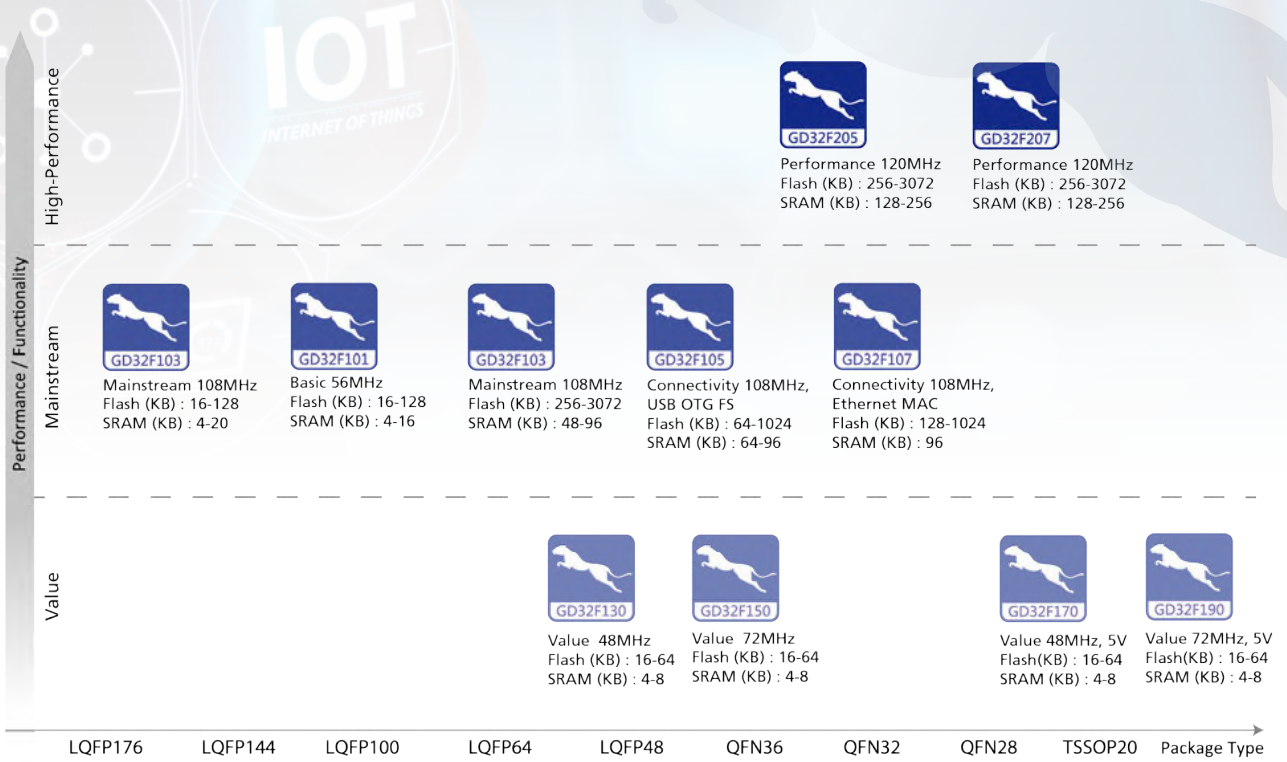 IOT
INTERNET OF THINGS
Performance / Functionality
High-Performance
GD32F205
Performance 120MHz
Flash (KB) : 256-3072
SRAM (KB) : 128-256
GD32F207
Performance 120MHz
Flash (KB) : 256-3072
SRAM (KB) : 128-256
Mainstream
GD32F103
Mainstream 108MHz
Flash (KB) : 16-128
SRAM (KB) : 4-20
GD32F101
Basic 56MHz
Flash (KB) : 16-128
SRAM (KB) : 4-16
GD32F103
Mainstream 108MHz
Flash (KB) : 256-3072
SRAM (KB) : 48-96
GD32F105
Connectivity 108MHz,
USB OTG FS
Flash (KB) : 64-1024
SRAM (KB) : 64-96
GD32F107
Connectivity 108MHz,
Ethernet MAC
Flash (KB) : 128-1024
SRAM (KB) : 96
Value
GD32F130
Value 48MHz
Flash (KB) : 16-64
SRAM (KB) : 4-8
GD32F150
Value 72MHz
Flash (KB) : 16-64
SRAM (KB) : 4-8
GD32F170
Value 48MHz, 5V
Flash(KB) : 16-64
SRAM (KB) : 4-8
GD32F190
Value 72MHz, 5V
Flash(KB) : 16-64
SRAM (KB) : 4-8
LQFP176 LQFP144 LQFP100 LQFP64 LQFP48 QFN36 QFN32 QFN28 TSSOP20 Package Type